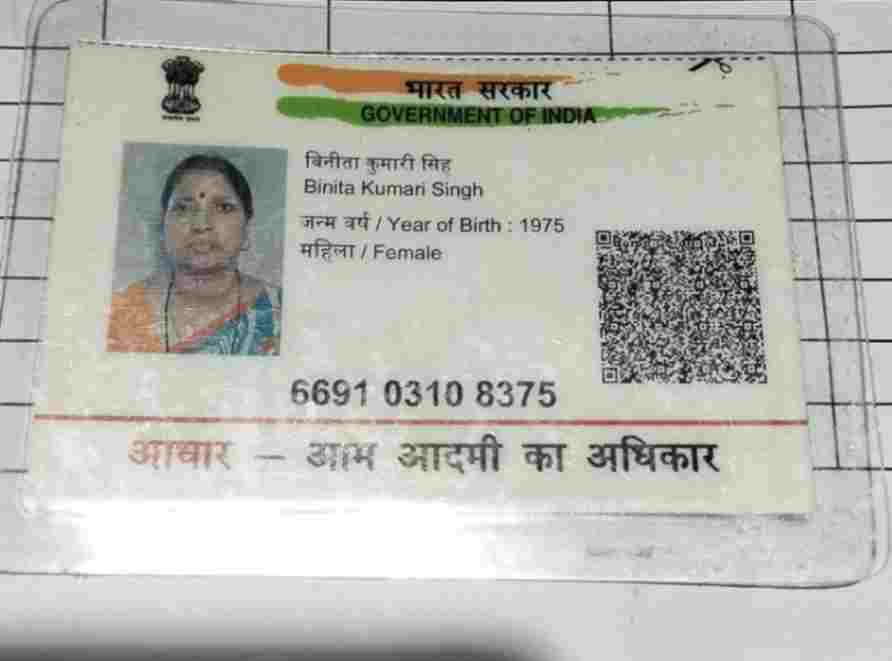 भारत सरकार
GOVERNMENT OF INDIA
बिनीता कुमारी सिंह
Binita Kumari Singh
जन्म वर्ष / Year of Birth : 1975
महिला / Female
6691 0310 8375
आधार – आम आदमी का अधिकार